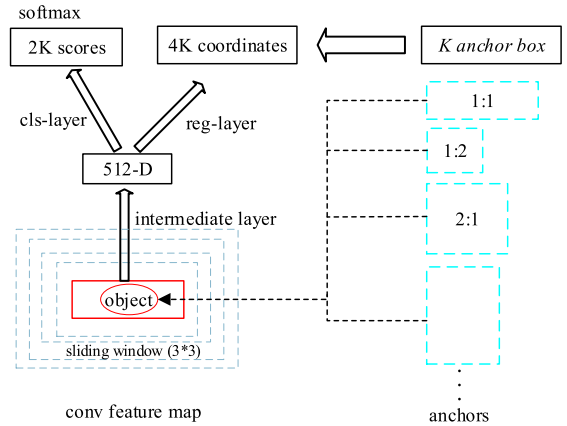 softmax
2K scores
4K coordinates
K anchor box
cls-layer
reg-layer
1:1
1:2
512-D
2:1
intermediate layer
object
sliding window (3*3)
conv feature map
anchors